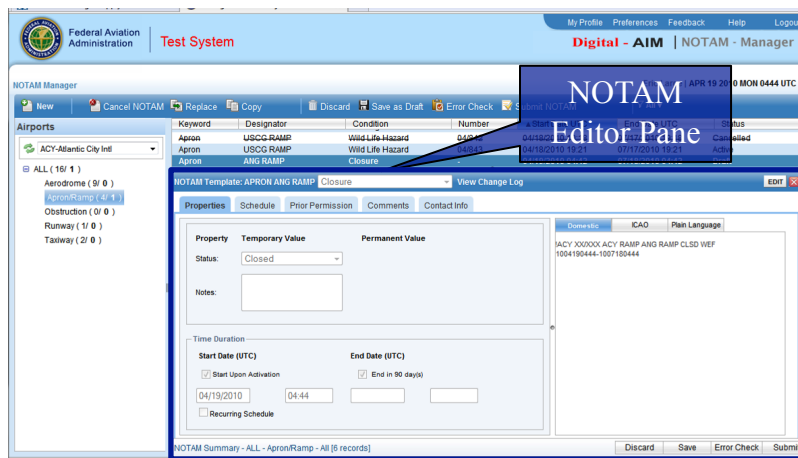 My Profile Preferences Feedback Help Logou
Federal Aviation
Administration
Test System
Digital - AIM | NOTAM - Manager
NOTAM Manager
APR 19 2010 MON 0444 UTC
New Cancel NOTAM Replace Copy Discard Save as Draft Error Check Submit NOTAM
NOTAM
Editor Pane
Airports
Keyword Designator Condition Number Status
Apron USCG RAMP Wild Life Hazard Cancelled
ACY-Atlantic City Intl
Apron USCG RAMP Wild Life Hazard 04/843 04/18/2010 19:21 07/17/2010 19:21 Active
Apron ANG RAMP Closure - Draft
ALL ( 16/ 1 )
Aerodrome ( 9/ 0 )
Apron/Ramp ( 4/ 1 )
Obstruction ( 0/ 0 )
Runway ( 1/ 0 )
Taxiway ( 2/ 0 )
NOTAM Template: APRON ANG RAMP Closure View Change Log EDIT X
Properties Schedule Prior Permission Comments Contact Info
Domestic ICAO Plain Language
Property Temporary Value Permanent Value
Status: Closed
Notes:
!ACY XX/XXX ACY RAMP ANG RAMP CLSD WEF
1004190444-1007180444
Time Duration
Start Date (UTC) End Date (UTC)
Start Upon Activation End in 90 day(s)
04/19/2010 04:44
Recurring Schedule
NOTAM Summary - ALL - Apron/Ramp - All [6 records]
Discard Save Error Check Submi